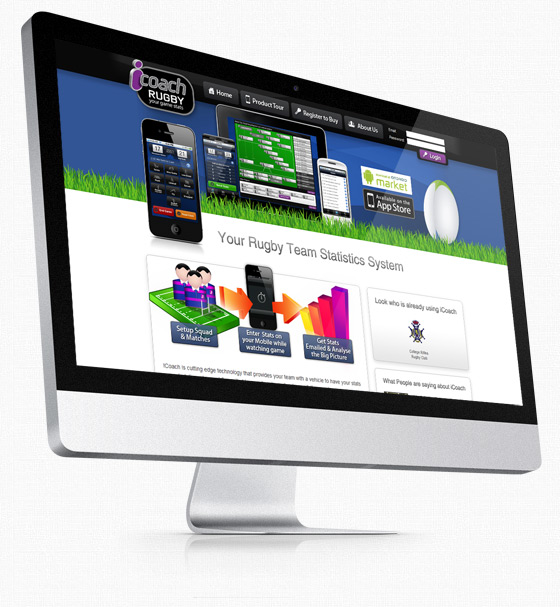 iCoach
RUGBY
your game stats
Home
Product Tour
Register to Buy
About Us
Email
Password
Login
market
Available on the
App Store
Your Rugby Team Statistics System
Setup Squad
& Matches
Enter Stats on
your Mobile while
watching game
Get Stats
Emailed & Analyse
the Big Picture
Look who is already using iCoach
Rugby Club
What People are saying about iCoach
iCoach is cutting edge technology that provides your team with a vehicle to have your stats